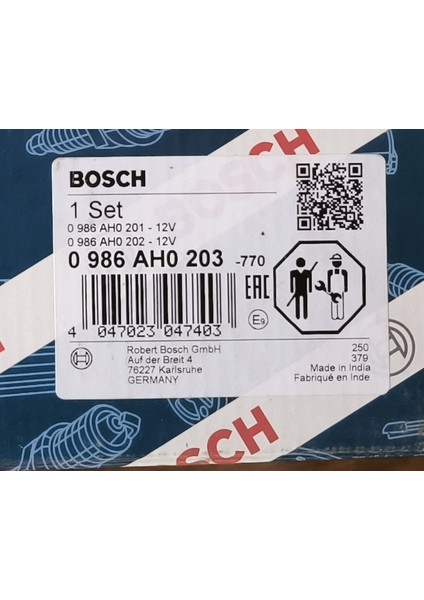 BOSCH
BOSCH
1 Set
0 986 AH0 201 - 12V
0 986 AH0 202 - 12V
0 986 AH0 203 -770
EAC
E9
4 047023 047403
Robert Bosch GmbH
Auf der Breit 4
76227 Karlsruhe
GERMANY
250
379
Made in India
Fabriqué en Inde
BOSCH